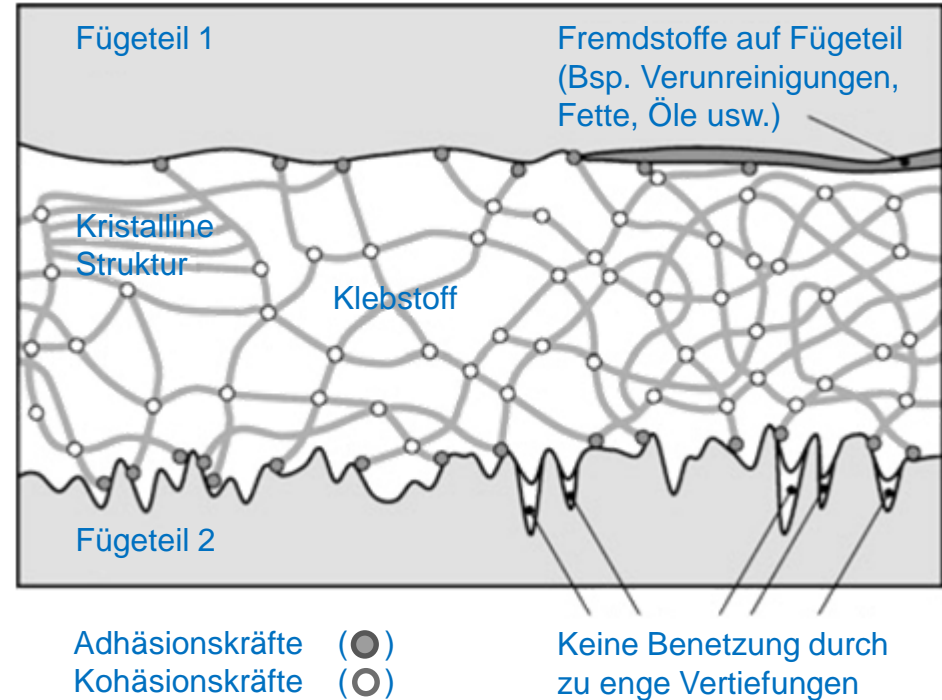 Fügeteil 1
Fremdstoffe auf Fügeteil
(Bsp. Verunreinigungen,
Fette, Öle usw.)
Kristalline
Struktur
Klebstoff
Fügeteil 2
Adhäsionskräfte ( )
Kohäsionskräfte ( )
Keine Benetzung durch
zu enge Vertiefungen